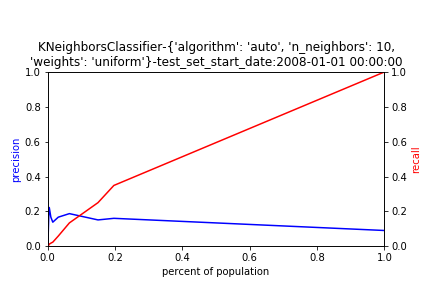 KNeighborsClassifier-{'algorithm': 'auto', 'n_neighbors': 10,
'weights': 'uniform'}-test_set_start_date:2008-01-01 00:00:00
1.0
0.8
0.6
0.4
0.2
0.0
precision
0.0 0.2 0.4 0.6 0.8 1.0
percent of population
1.0
0.8
0.6
0.4
0.2
0.0
recall